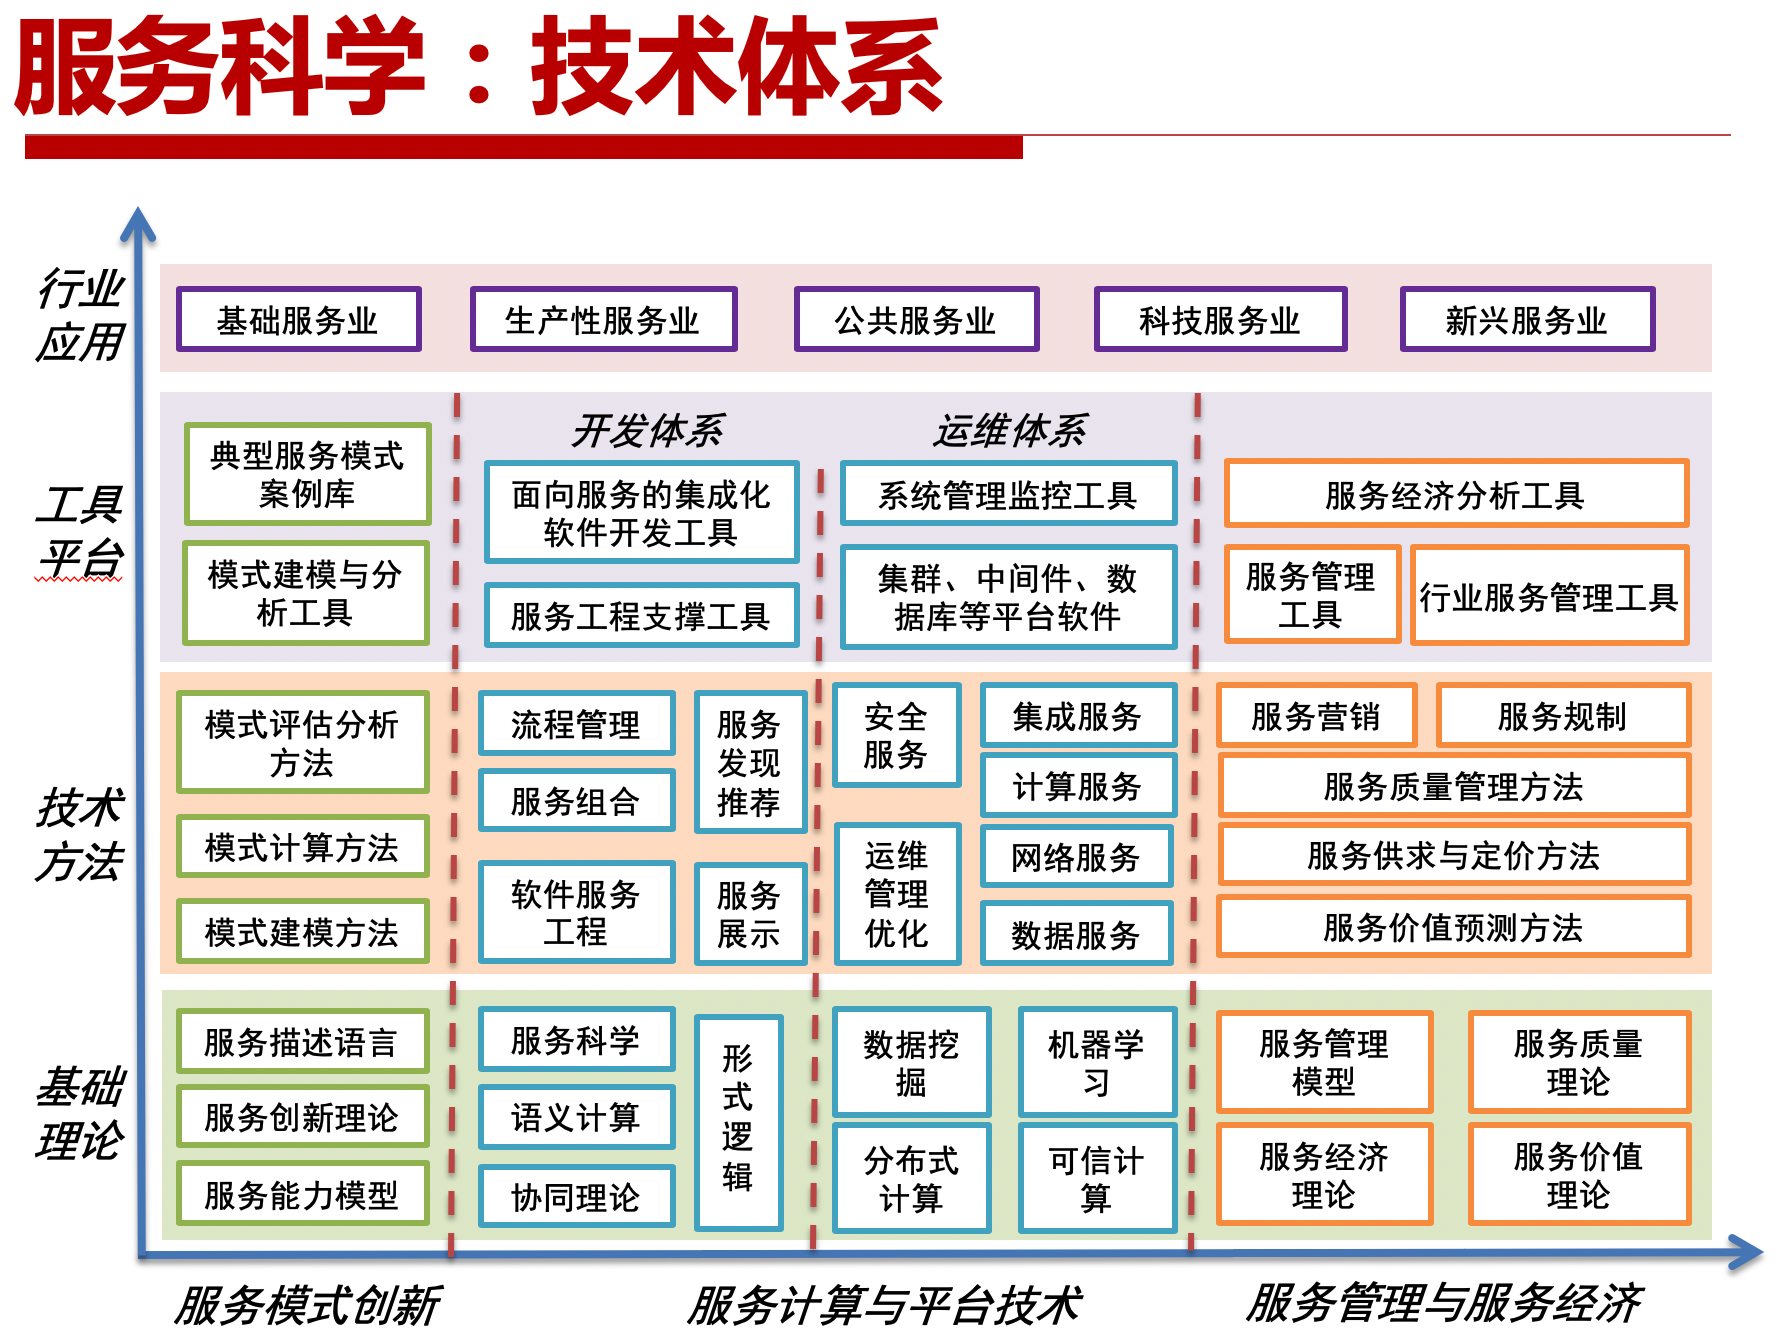 服务科学：技术体系
行业
应用
基础服务业
生产性服务业
公共服务业
科技服务业
新兴服务业
工具
平台
典型服务模式
案例库
模式建模与分
析工具
开发体系
面向服务的集成化
软件开发工具
服务工程支撑工具
运维体系
系统管理监控工具
集群、中间件、数
据库等平台软件
服务经济分析工具
服务管理
工具
行业服务管理工具
技术
方法
模式评估分析
方法
模式计算方法
模式建模方法
流程管理
服务组合
软件服务
工程
服务
发现
推荐
服务
展示
安全
服务
运维
管理
优化
集成服务
计算服务
网络服务
数据服务
服务营销
服务规制
服务质量管理方法
服务供求与定价方法
服务价值预测方法
基础
理论
服务描述语言
服务创新理论
服务能力模型
服务科学
语义计算
协同理论
形
式
逻
辑
数据挖
掘
机器学
习
分布式
计算
可信计
算
服务管理
模型
服务质量
理论
服务经济
理论
服务价值
理论
服务模式创新
服务计算与平台技术
服务管理与服务经济